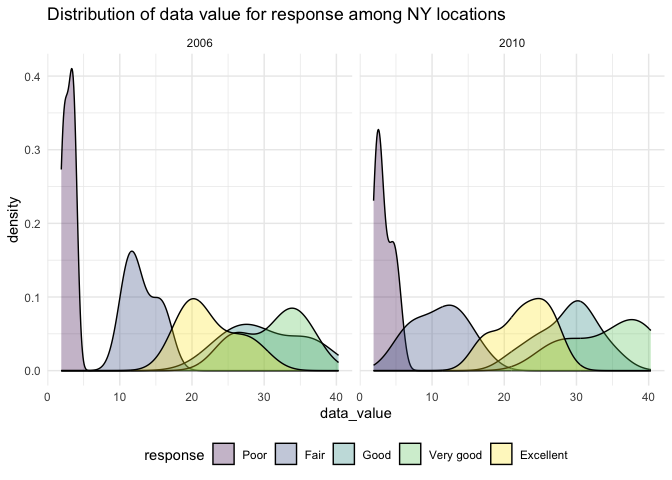 Distribution of data value for response among NY locations
2006 2010
0.4
0.3
0.2
0.1
0.0
0 10 20 30 40 0 10 20 30 40
density
data_value
response Poor Fair Good Very good Excellent